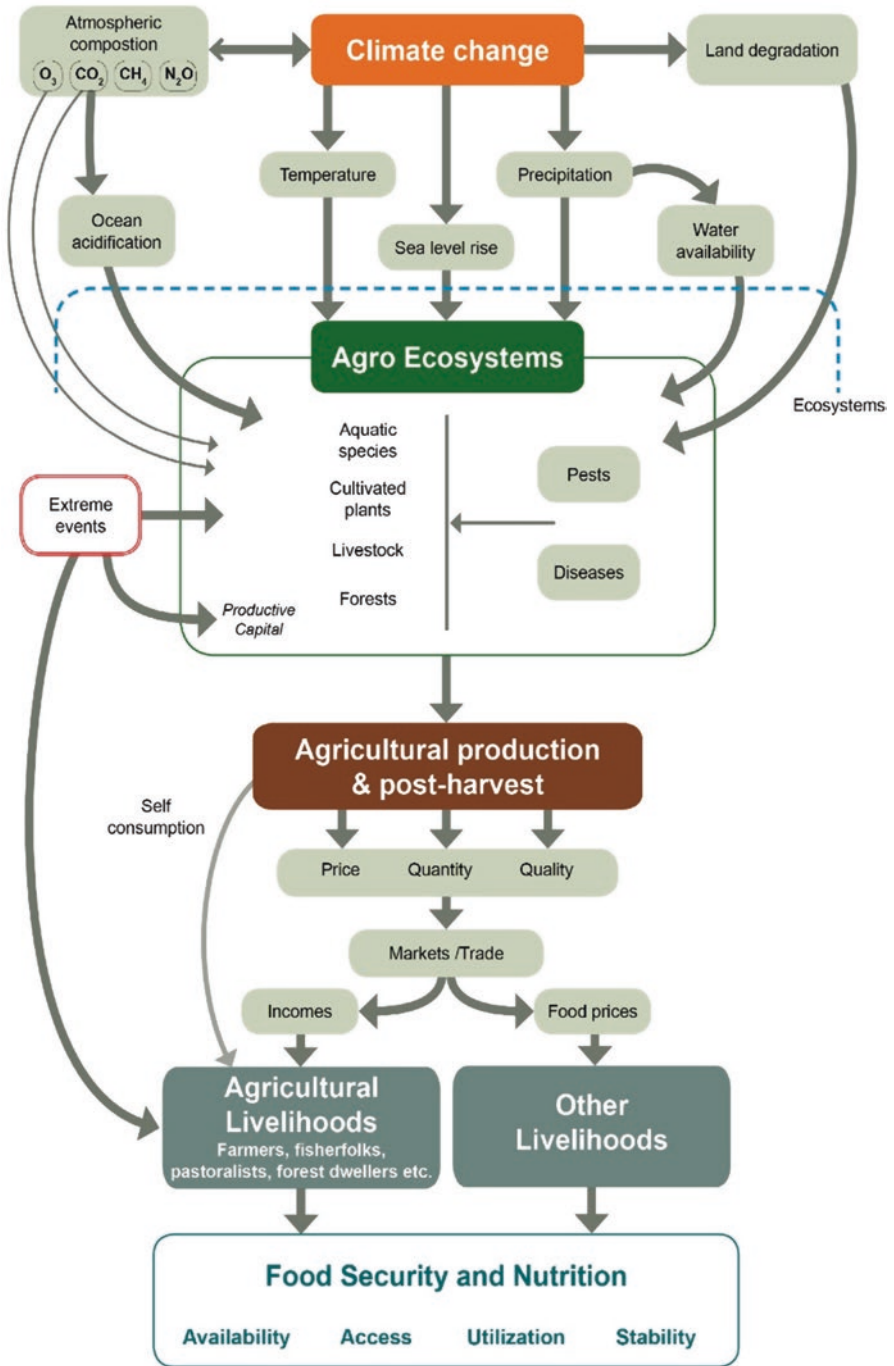 Atmospheric
compostion
O3 CO2 CH4 N2O
Climate change
Land degradation
Temperature
Precipitation
Ocean
acidification
Sea level rise
Water
availability
Agro Ecosystems
Ecosystems
Aquatic
species
Cultivated
plants
Livestock
Forests
Pests
Diseases
Extreme
events
Productive
Capital
Agricultural production
& post-harvest
Self
consumption
Price Quantity Quality
Markets /Trade
Incomes
Food prices
Agricultural
Livelihoods
Farmers, fisherfolks,
pastoralists, forest dwellers etc.
Other
Livelihoods
Food Security and Nutrition
Availability Access Utilization Stability